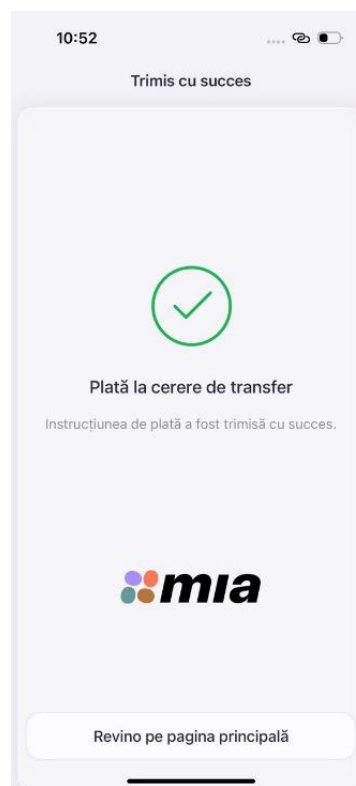 10:52
Trimis cu succes
Plată la cerere de transfer
Instrucțiunea de plată a fost trimisă cu succes.
mia
Revino pe pagina principală